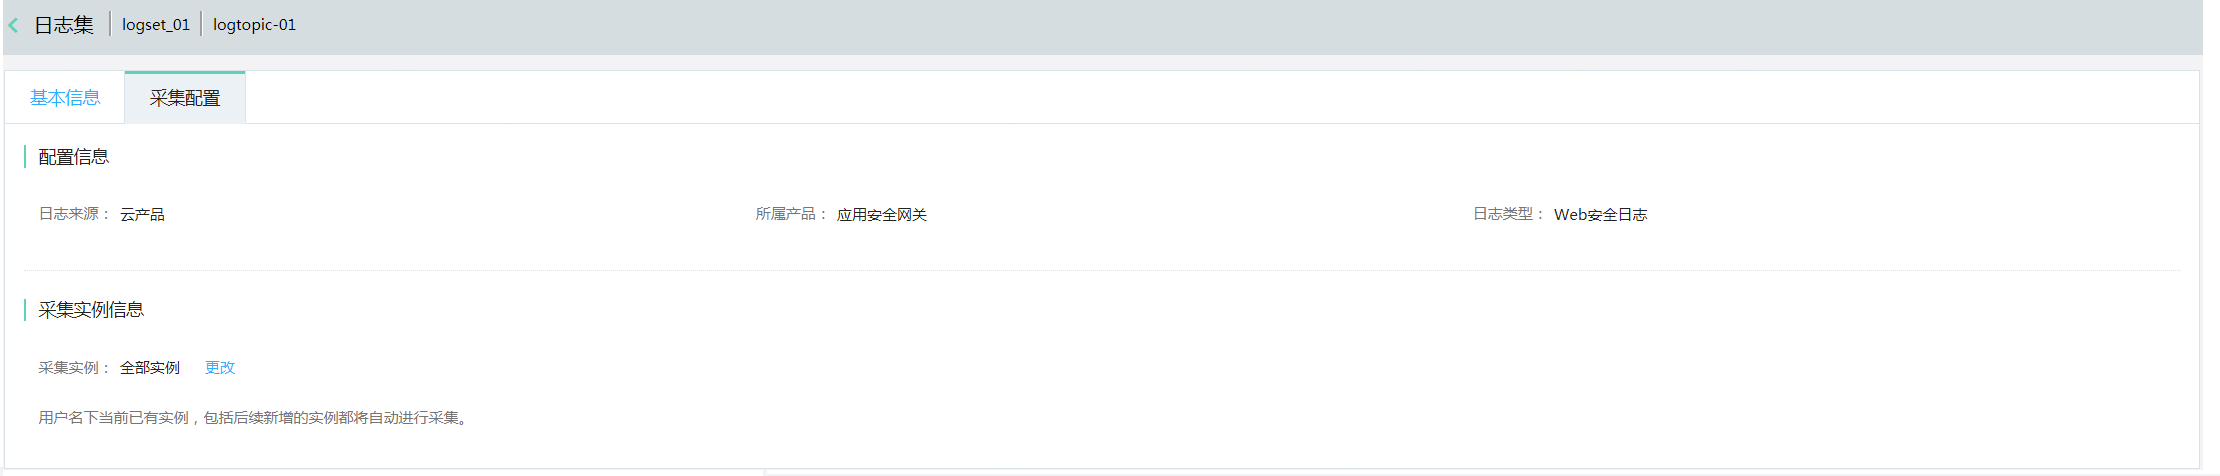 日志集 logset_01 logtopic-01
基本信息 采集配置
配置信息
日志来源： 云产品 所属产品： 应用安全网关 日志类型： Web安全日志
采集实例信息
采集实例： 全部实例 更改
用户名下当前已有实例，包括后续新增的实例都将自动进行采集。